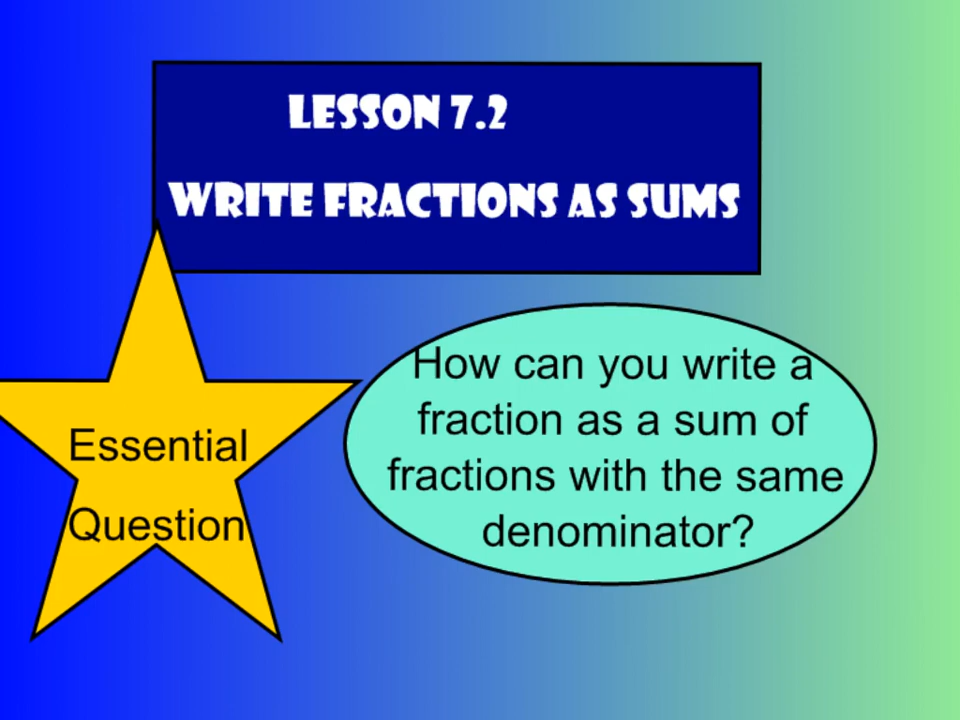 LESSON 7.2
WRITE FRACTIONS AS SUMS
Essential
Question
How can you write a
fraction as a sum of
fractions with the same
denominator?